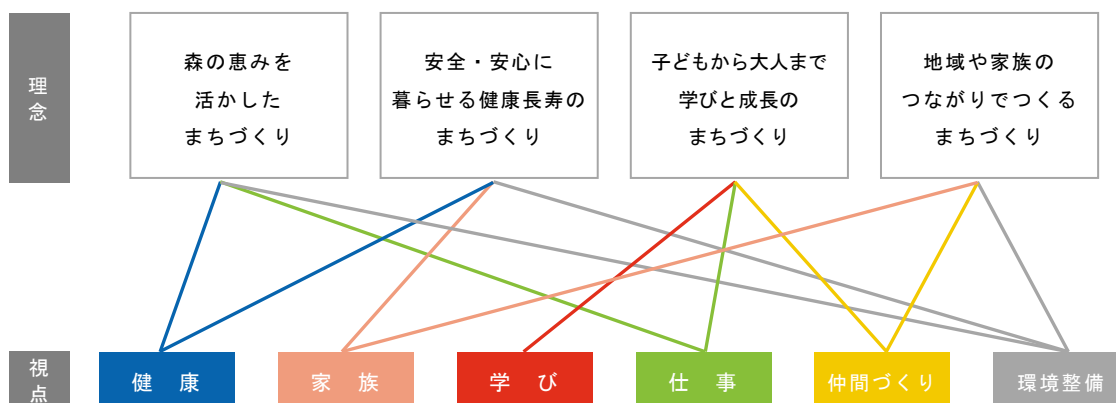 理念
森の恵みを
活かした
まちづくり
安全・安心に
暮らせる健康長寿の
まちづくり
子どもから大人まで
学びと成長の
まちづくり
地域や家族の
つながりでつくる
まちづくり
視点
健 康
家 族
学 び
仕 事
仲間づくり
環境整備